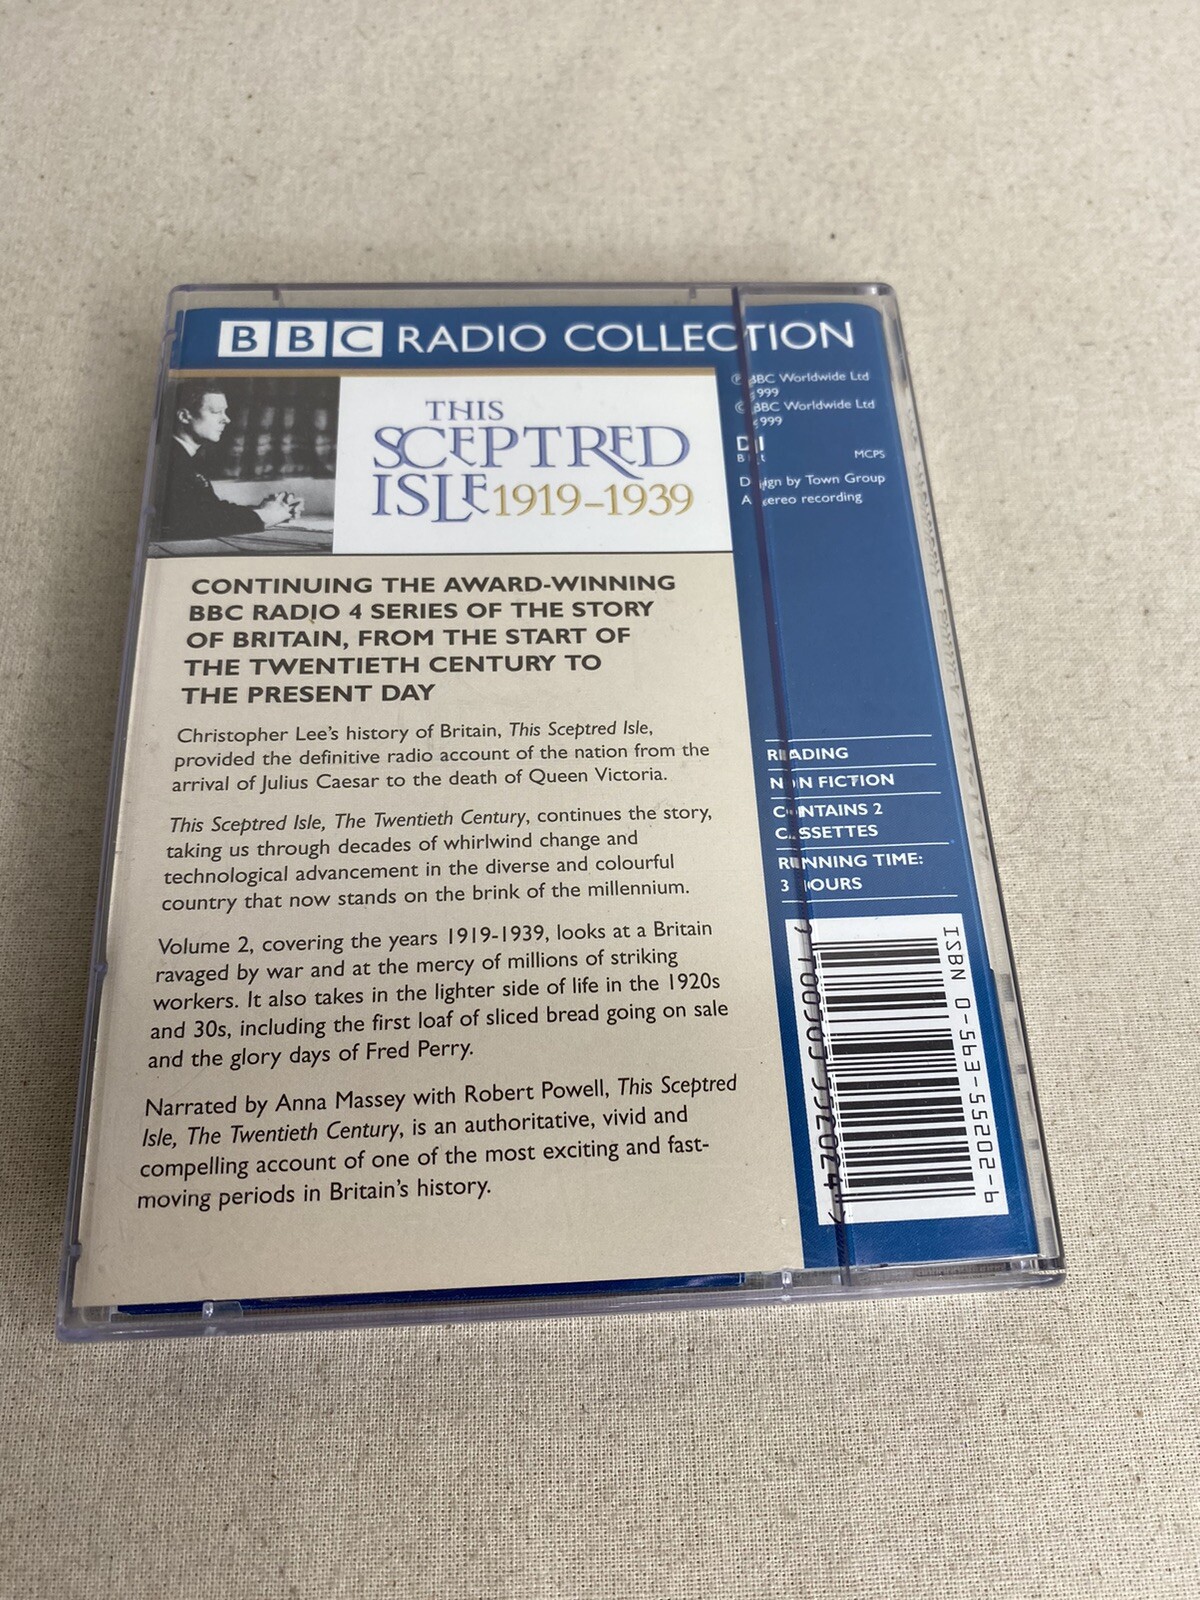 BBC RADIO COLLECTION
THIS
SCEPTRED
ISLE 1919-1939
CONTINUING THE AWARD-WINNING
BBC RADIO 4 SERIES OF THE STORY
OF BRITAIN, FROM THE START OF
THE TWENTIETH CENTURY TO
THE PRESENT DAY
Christopher Lee's history of Britain, This Sceptred Isle,
provided the definitive radio account of the nation from the
arrival of Julius Caesar to the death of Queen Victoria.
This Sceptred Isle, The Twentieth Century, continues the story,
taking us through decades of whirlwind change and
technological advancement in the diverse and colourful
country that now stands on the brink of the millennium.
Volume 2, covering the years 1919-1939, looks at a Britain
ravaged by war and at the mercy of millions of striking
workers. It also takes in the lighter side of life in the 1920s
and 30s, including the first loaf of sliced bread going on sale
and the glory days of Fred Perry.
Narrated by Anna Massey with Robert Powell, This Sceptred
Isle, The Twentieth Century, is an authoritative, vivid and
compelling account of one of the most exciting and fast-
moving periods in Britain's history.
℗ BBC Worldwide Ltd
1999
© BBC Worldwide Ltd
1999
MCPS
Design by Town Group
A stereo recording
READING
NON FICTION
CONTAINS 2
CASSETTES
RUNNING TIME:
3 HOURS
ISBN 0-563-55202-6